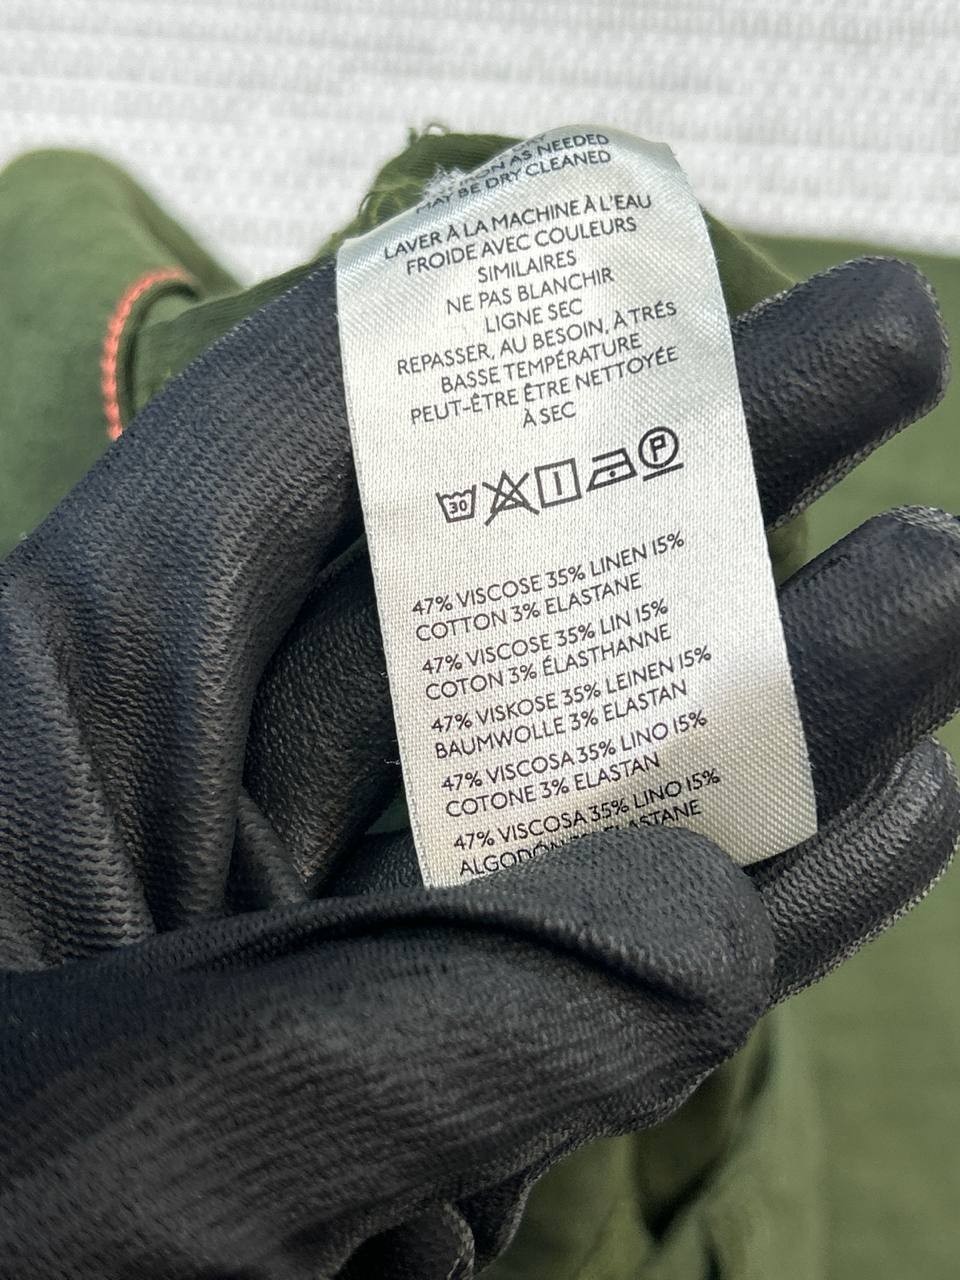 IRON AS NEEDED
MAY BE DRY CLEANED
LAVER À LA MACHINE À L'EAU
FROIDE AVEC COULEURS
SIMILAIRES
NE PAS BLANCHIR
LIGNE SEC
REPASSER, AU BESOIN, À TRÉS
BASSE TEMPÉRATURE
PEUT-ÊTRE ÊTRE NETTOYÉE
À SEC
30 P
47% VISCOSE 35% LINEN 15%
COTTON 3% ELASTANE
47% VISCOSE 35% LIN 15%
COTON 3% ÉLASTHANNE
47% VISKOSE 35% LEINEN 15%
BAUMWOLLE 3% ELASTAN
47% VISCOSA 35% LINO 15%
COTONE 3% ELASTAN
47% VISCOSA 35% LINO 15%
ALGODÓN 3% ELASTANE